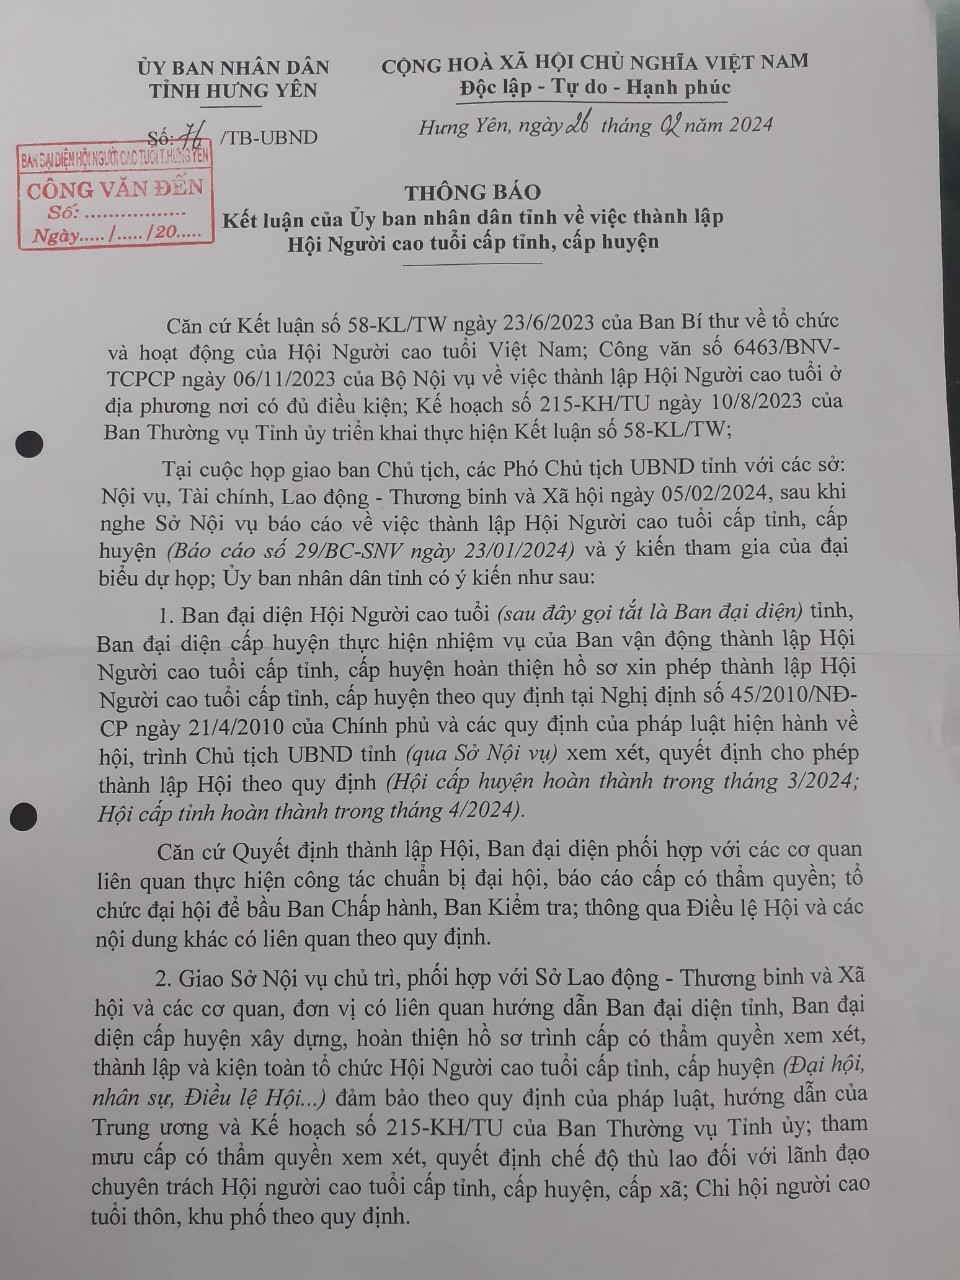 ỦY BAN NHÂN DÂN
TỈNH HƯNG YÊN
CỘNG HOÀ XÃ HỘI CHỦ NGHĨA VIỆT NAM
Độc lập - Tự do - Hạnh phúc
Số: 76 /TB-UBND
Hưng Yên, ngày 26 tháng 02 năm 2024
BAN ĐẠI DIỆN HỘI NGƯỜI CAO TUỔI T.HƯNG YÊN
CÔNG VĂN ĐẾN
Số: .................
Ngày...../...../20.....
THÔNG BÁO
Kết luận của Ủy ban nhân dân tỉnh về việc thành lập
Hội Người cao tuổi cấp tỉnh, cấp huyện
Căn cứ Kết luận số 58-KL/TW ngày 23/6/2023 của Ban Bí thư về tổ chức
và hoạt động của Hội Người cao tuổi Việt Nam; Công văn số 6463/BNV-
TCPCP ngày 06/11/2023 của Bộ Nội vụ về việc thành lập Hội Người cao tuổi ở
địa phương nơi có đủ điều kiện; Kế hoạch số 215-KH/TU ngày 10/8/2023 của
Ban Thường vụ Tỉnh ủy triển khai thực hiện Kết luận số 58-KL/TW;
Tại cuộc họp giao ban Chủ tịch, các Phó Chủ tịch UBND tỉnh với các sở:
Nội vụ, Tài chính, Lao động - Thương binh và Xã hội ngày 05/02/2024, sau khi
nghe Sở Nội vụ báo cáo về việc thành lập Hội Người cao tuổi cấp tỉnh, cấp
huyện (Báo cáo số 29/BC-SNV ngày 23/01/2024) và ý kiến tham gia của đại
biểu dự họp; Ủy ban nhân dân tỉnh có ý kiến như sau:
1. Ban đại diện Hội Người cao tuổi (sau đây gọi tắt là Ban đại diện) tỉnh,
Ban đại diện cấp huyện thực hiện nhiệm vụ của Ban vận động thành lập Hội
Người cao tuổi cấp tỉnh, cấp huyện hoàn thiện hồ sơ xin phép thành lập Hội
Người cao tuổi cấp tỉnh, cấp huyện theo quy định tại Nghị định số 45/2010/NĐ-
CP ngày 21/4/2010 của Chính phủ và các quy định của pháp luật hiện hành về
hội, trình Chủ tịch UBND tỉnh (qua Sở Nội vụ) xem xét, quyết định cho phép
thành lập Hội theo quy định (Hội cấp huyện hoàn thành trong tháng 3/2024;
Hội cấp tỉnh hoàn thành trong tháng 4/2024).
Căn cứ Quyết định thành lập Hội, Ban đại diện phối hợp với các cơ quan
liên quan thực hiện công tác chuẩn bị đại hội, báo cáo cấp có thẩm quyền; tổ
chức đại hội để bầu Ban Chấp hành, Ban Kiểm tra; thông qua Điều lệ Hội và các
nội dung khác có liên quan theo quy định.
2. Giao Sở Nội vụ chủ trì, phối hợp với Sở Lao động - Thương binh và Xã
hội và các cơ quan, đơn vị có liên quan hướng dẫn Ban đại diện tỉnh, Ban đại
diện cấp huyện xây dựng, hoàn thiện hồ sơ trình cấp có thẩm quyền xem xét,
thành lập và kiện toàn tổ chức Hội Người cao tuổi cấp tỉnh, cấp huyện (Đại hội,
nhân sự, Điều lệ Hội...) đảm bảo theo quy định của pháp luật, hướng dẫn của
Trung ương và Kế hoạch số 215-KH/TU của Ban Thường vụ Tỉnh ủy; tham
mưu cấp có thẩm quyền xem xét, quyết định chế độ thù lao đối với lãnh đạo
chuyên trách Hội người cao tuổi cấp tỉnh, cấp huyện, cấp xã; Chi hội người cao
tuổi thôn, khu phố theo quy định.